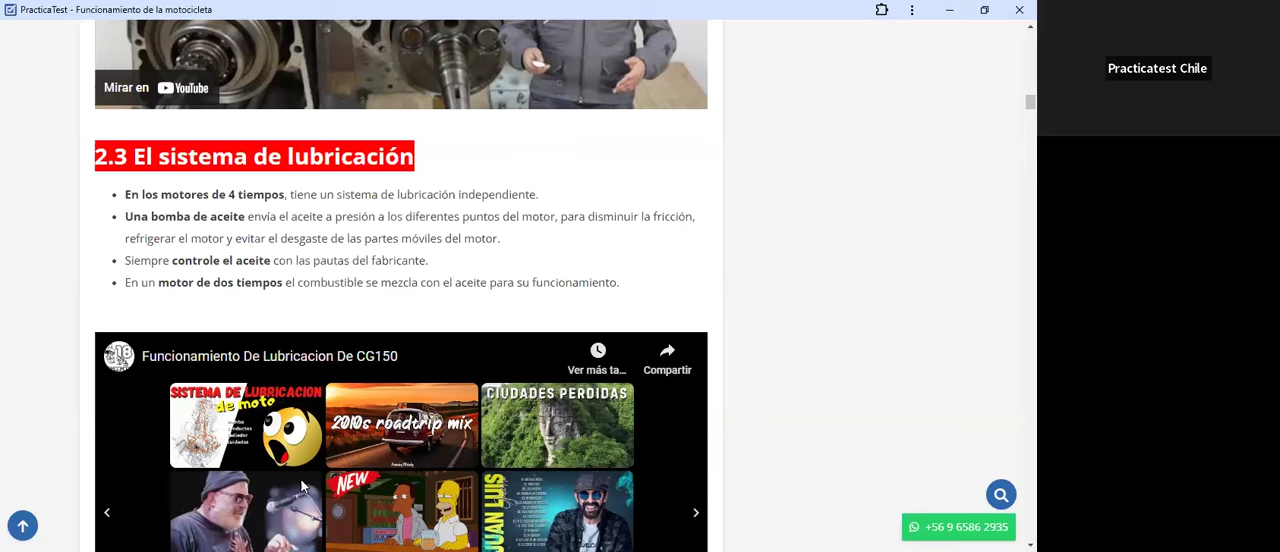 PracticaTest - Funcionamiento de la motocicleta
Practicatest Chile
Mirar en YouTube
2.3 El sistema de lubricación
• En los motores de 4 tiempos, tiene un sistema de lubricación independiente.
• Una bomba de aceite envía el aceite a presión a los diferentes puntos del motor, para disminuir la fricción,
refrigerar el motor y evitar el desgaste de las partes móviles del motor.
• Siempre controle el aceite con las pautas del fabricante.
• En un motor de dos tiempos el combustible se mezcla con el aceite para su funcionamiento.
18
Funcionamiento De Lubricacion De CG150
Ver más ta...
Compartir
SISTEMA DE LUBRICACION
de moto
2010s roadtrip mix
CIUDADES PERDIDAS
NEW
JUAN LUIS
+56 9 6586 2935